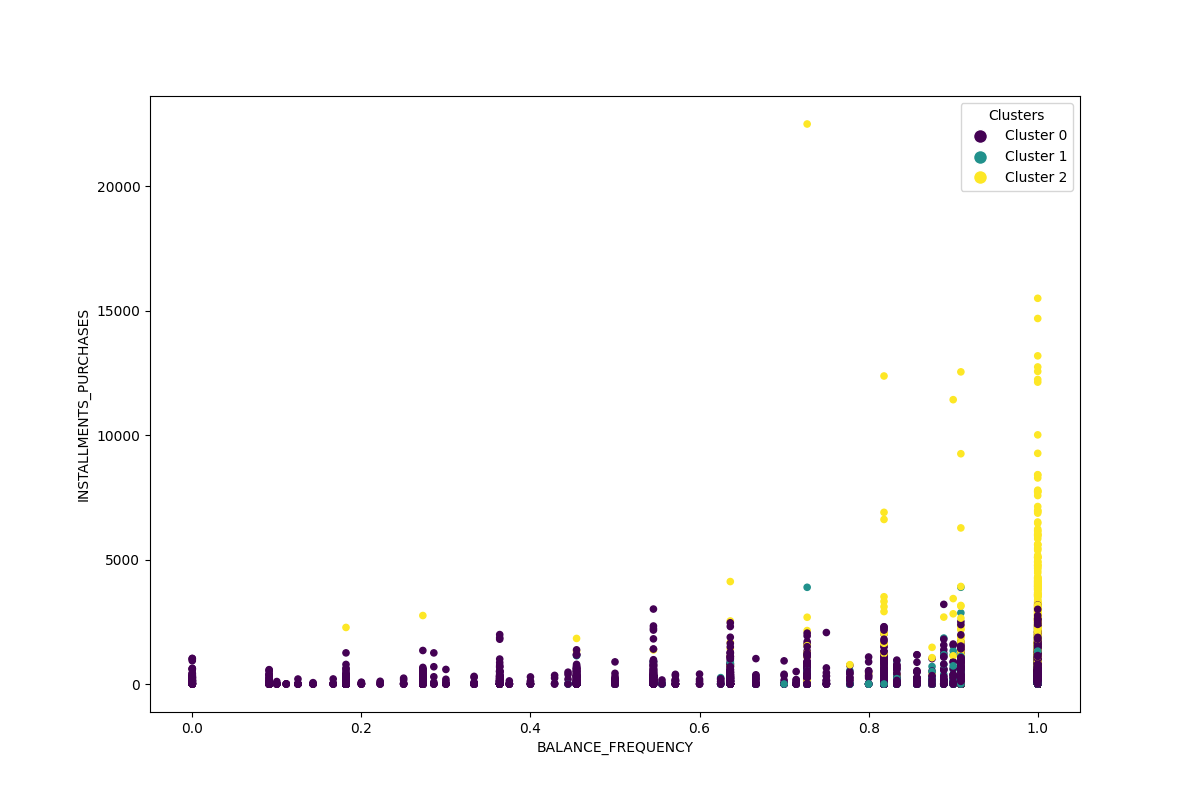 Clusters
Cluster 0
Cluster 1
Cluster 2
20000
15000
10000
5000
0
INSTALLMENTS_PURCHASES
0.0 0.2 0.4 0.6 0.8 1.0
BALANCE_FREQUENCY